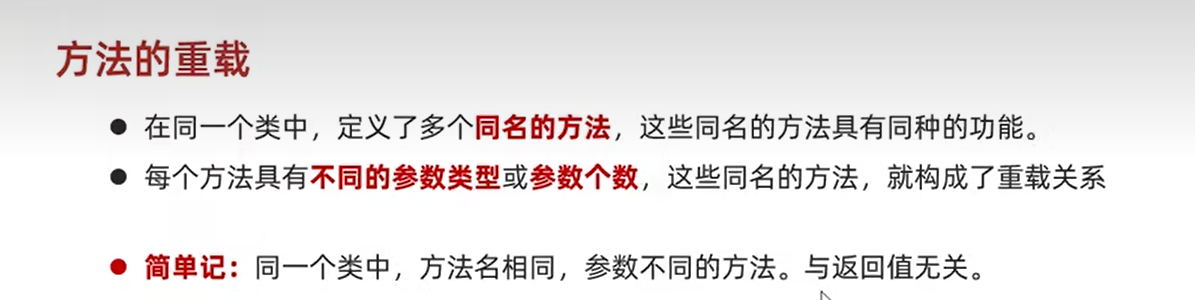 方法的重载
● 在同一个类中，定义了多个同名的方法，这些同名的方法具有同种的功能。
● 每个方法具有不同的参数类型或参数个数，这些同名的方法，就构成了重载关系
● 简单记：同一个类中，方法名相同，参数不同的方法。与返回值无关。